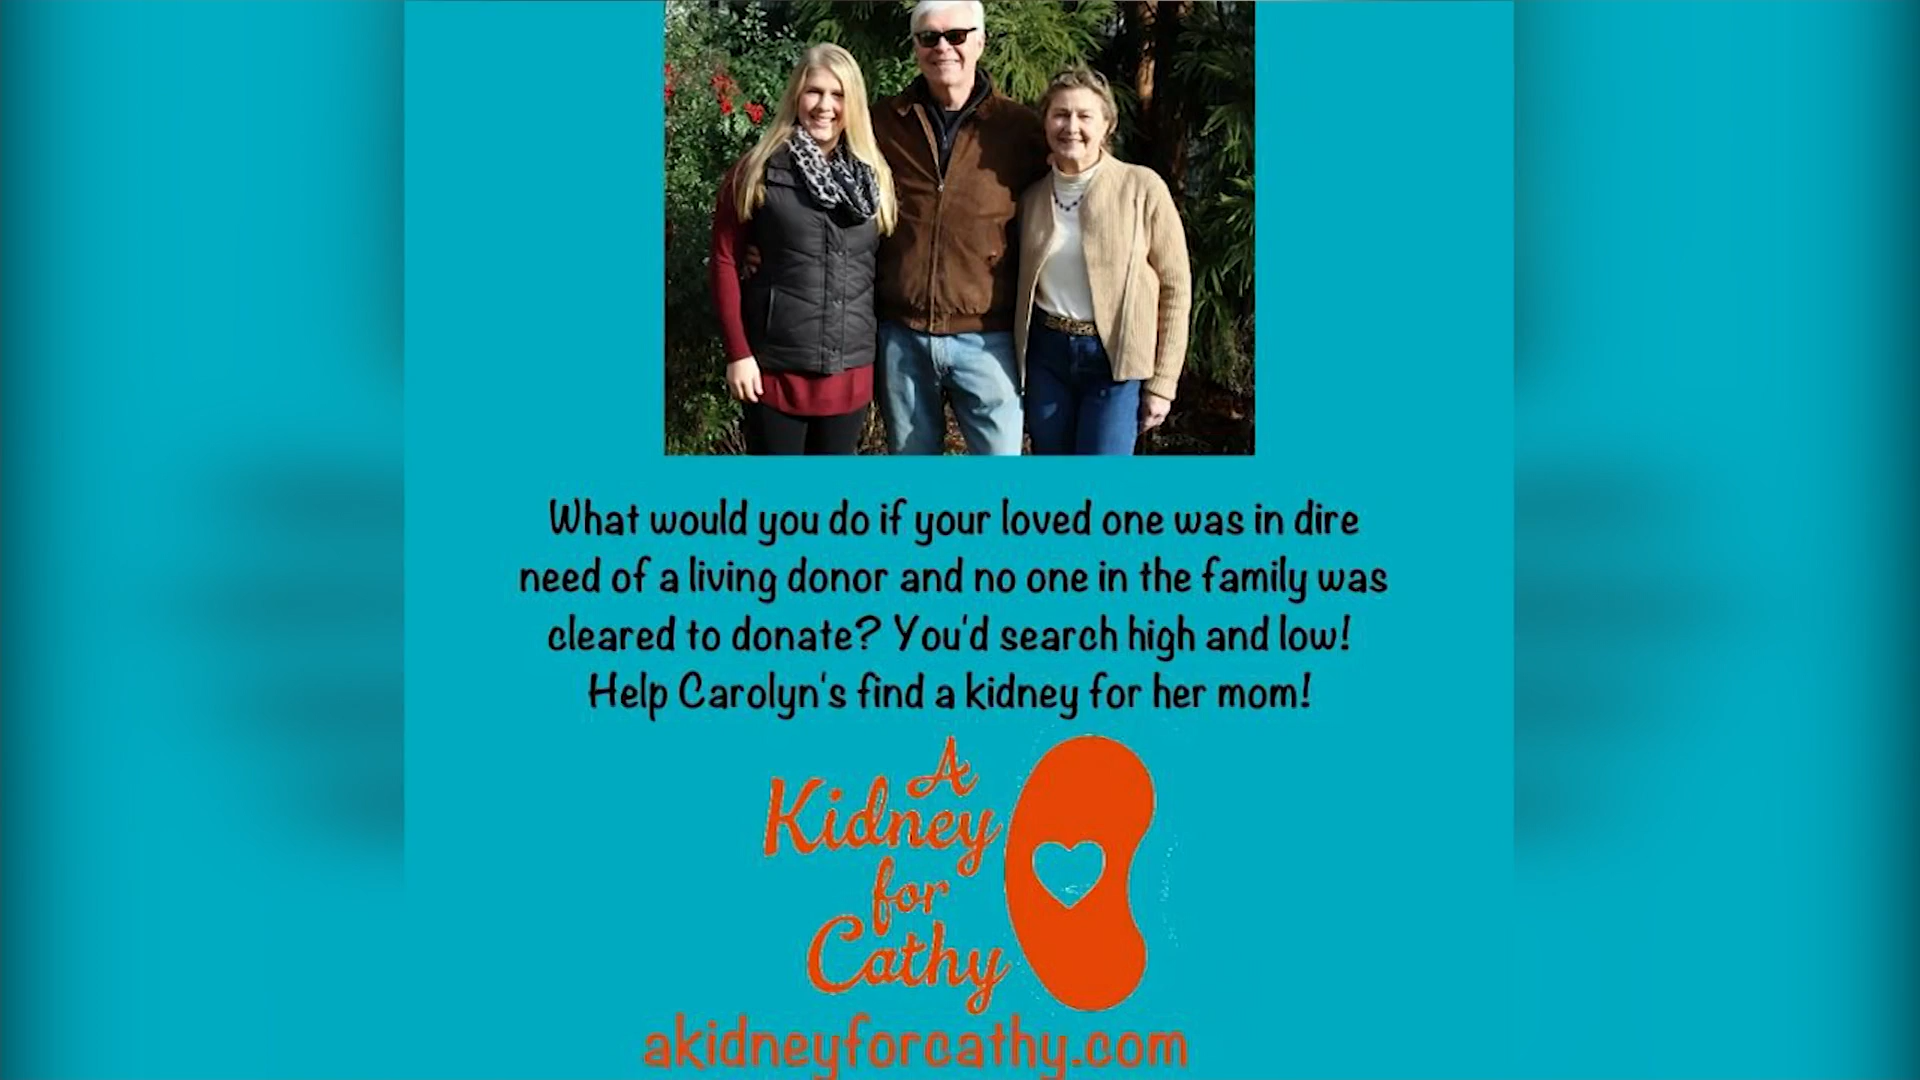 What would you do if your loved one was in dire
need of a living donor and no one in the family was
cleared to donate? You'd search high and low!
Help Carolyn's find a kidney for her mom!
A
Kidney
for
Cathy
akidneyforcathy.com